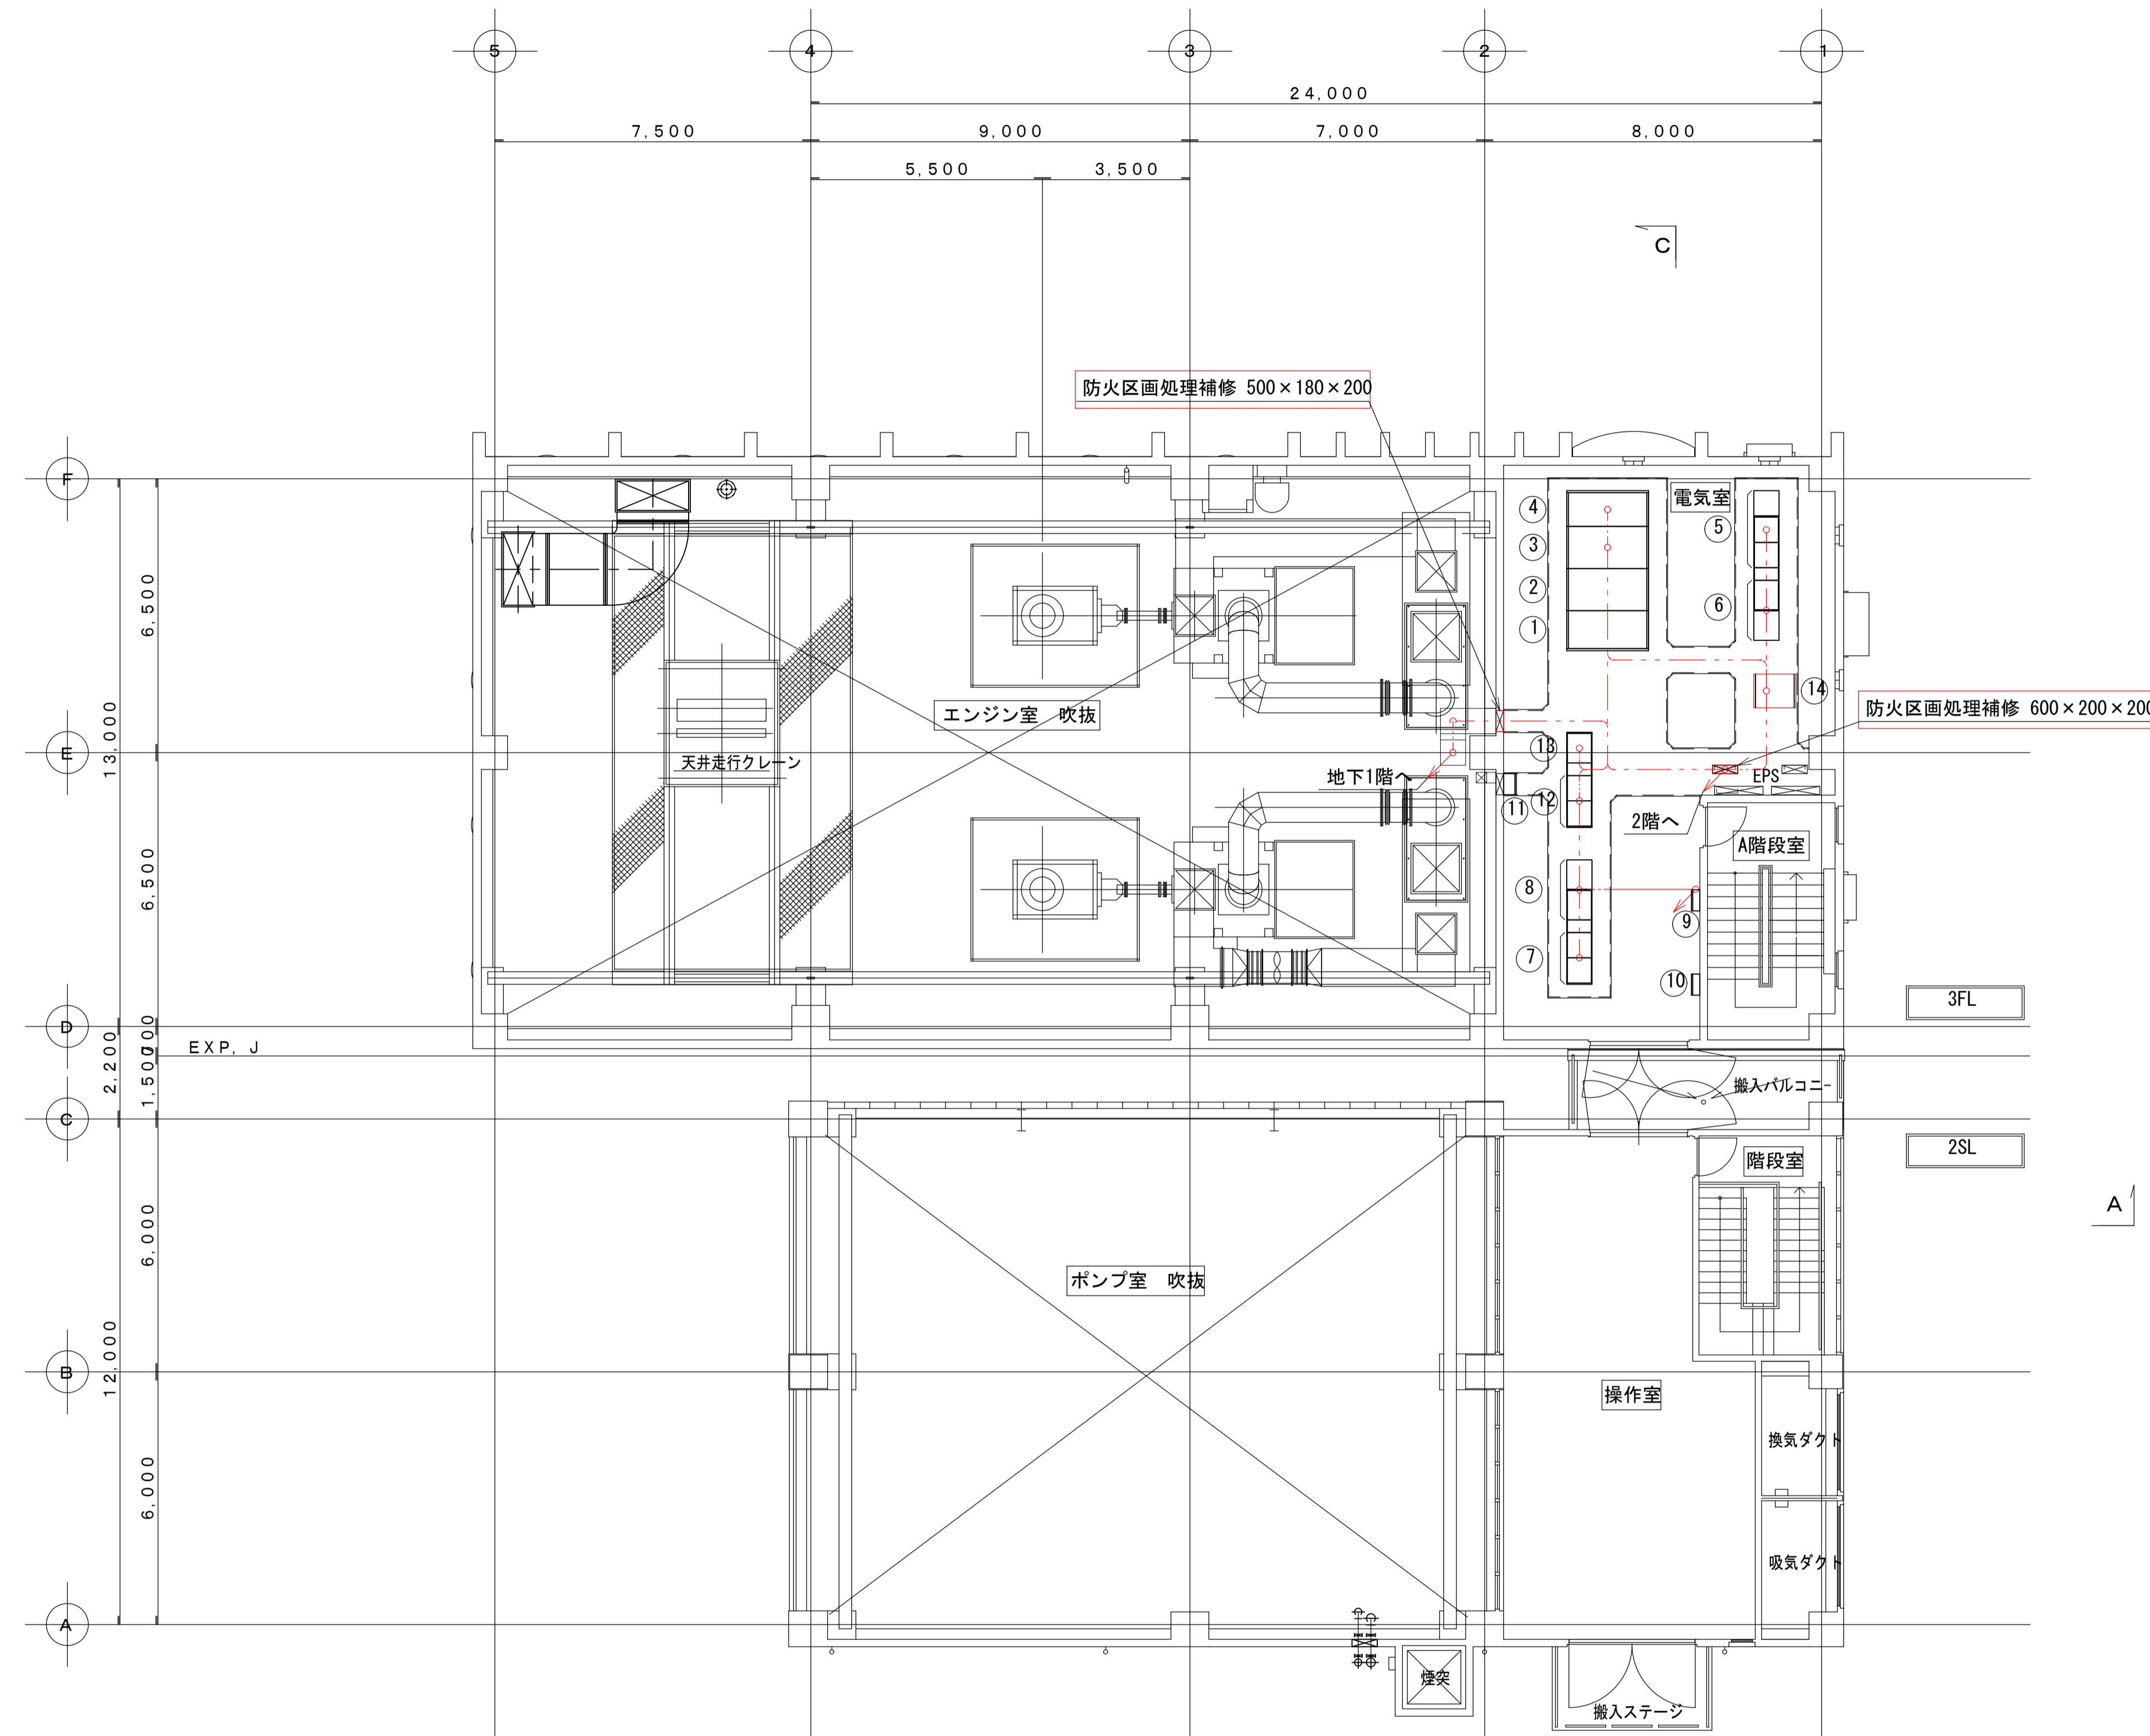 5
4
3
2
1
24,000
7,500
9,000
7,000
8,000
5,500
3,500
C
防火区画処理補修 500×180×200
F
電気室
4
5
3
2
6
1
6,500
13,000
エンジン室 吹抜
14
防火区画処理補修 600×200×200
E
天井走行クレーン
13
地下1階へ
EPS
11
12
2階へ
A階段室
6,500
8
9
7
10
3FL
D
700
EXP, J
2,200
1,500
搬入バルコニー
C
2SL
階段室
A
6,000
ポンプ室 吹抜
12,000
B
操作室
換気ダクト
6,000
吸気ダクト
A
煙突
搬入ステージ